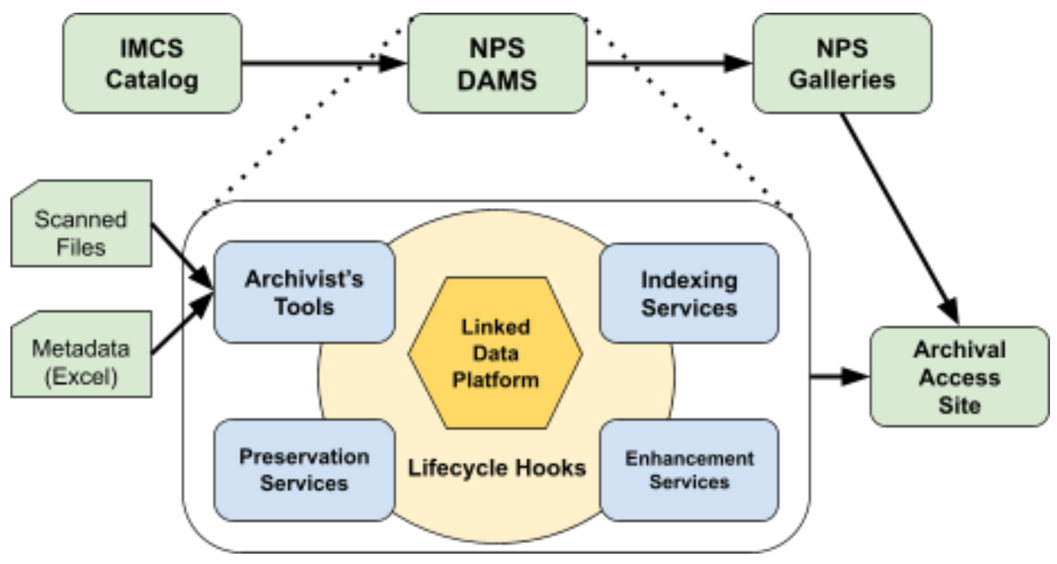 IMCS
Catalog
NPS
DAMS
NPS
Galleries
Scanned
Files
Metadata
(Excel)
Archivist's
Tools
Indexing
Services
Linked
Data
Platform
Preservation
Services
Lifecycle Hooks
Enhancement
Services
Archival
Access
Site